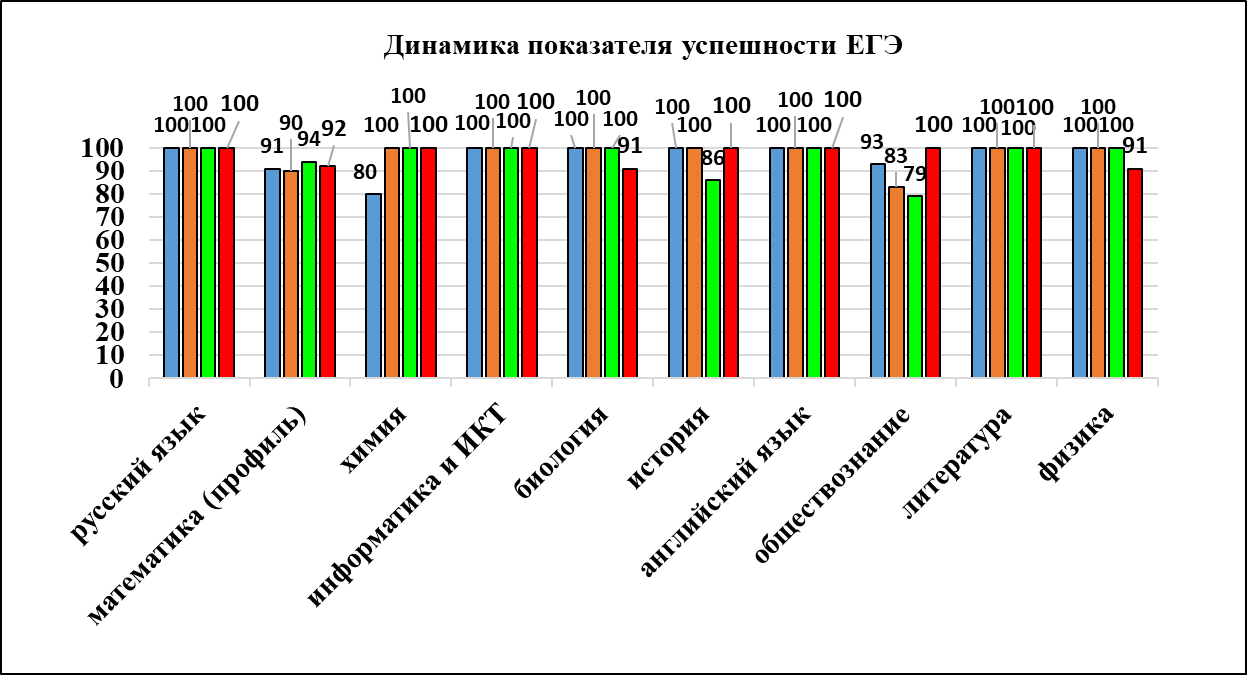 Динамика показателя успешности ЕГЭ
100 100 100 100
91 90 94 92
80 100 100 100
100 100 100 100
100 100 100 91
100 100 86 100
100 100 100 100
93 83 79 100
100 100 100 100
100 100 100 91
100
90
80
70
60
50
40
30
20
10
0
русский язык
математика (профиль)
химия
информатика и ИКТ
биология
история
английский язык
обществознание
литература
физика